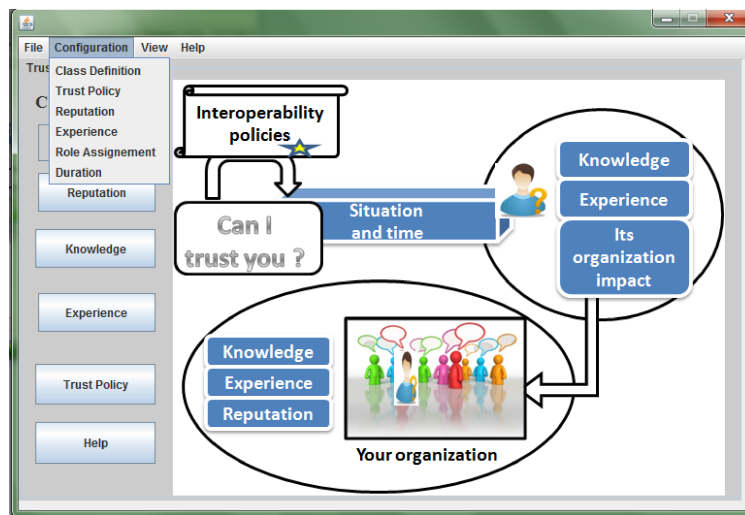 File Configuration View Help
Trus
Class Definition
Trust Policy
Reputation
Experience
Role Assignement
Duration
C
Reputation
Knowledge
Experience
Trust Policy
Help
Interoperability
policies
Can I
trust you ?
Situation
and time
Knowledge
Experience
Its
organization
impact
Knowledge
Experience
Reputation
Your organization